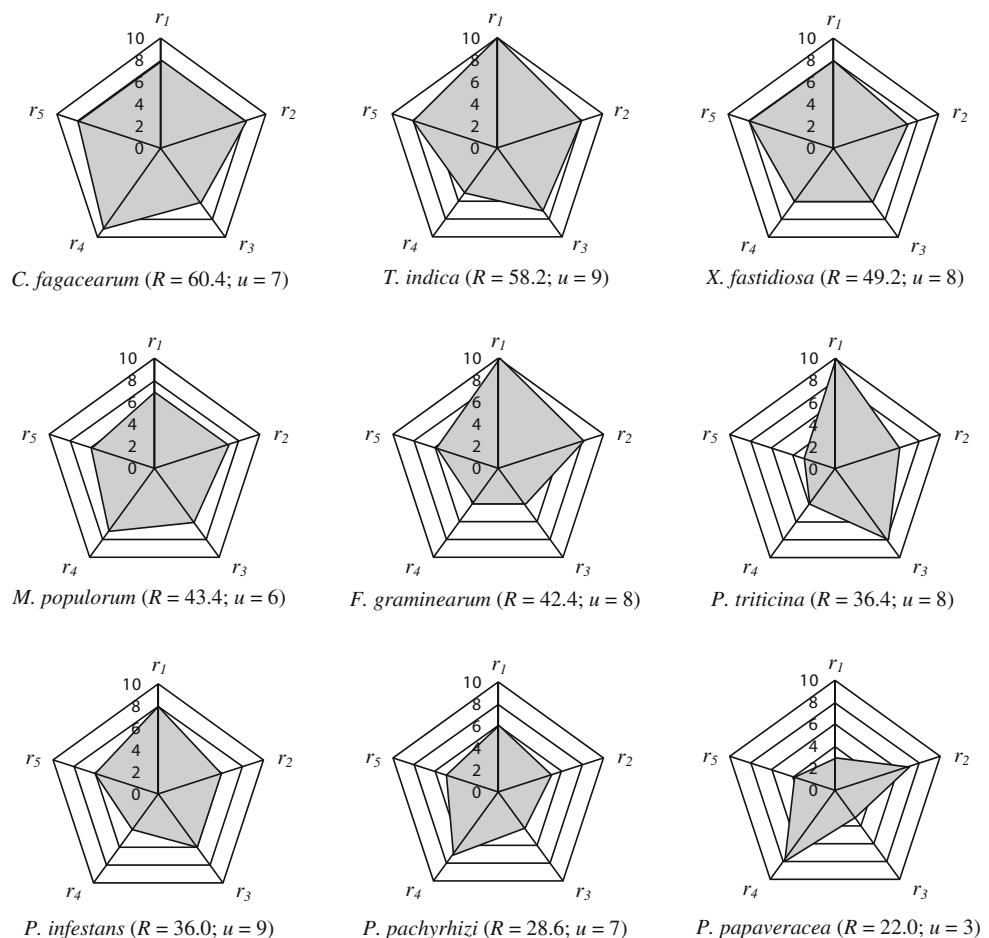 r1
10
8
6
4
2
0
r5
r2
r4
r3
C. fagacearum (R = 60.4; u = 7)
r1
10
8
6
4
2
0
r5
r2
r4
r3
T. indica (R = 58.2; u = 9)
r1
10
8
6
4
2
0
r5
r2
r4
r3
X. fastidiosa (R = 49.2; u = 8)
r1
10
8
6
4
2
0
r5
r2
r4
r3
M. populorum (R = 43.4; u = 6)
r1
10
8
6
4
2
0
r5
r2
r4
r3
F. graminearum (R = 42.4; u = 8)
r1
10
8
6
4
2
0
r5
r2
r4
r3
P. triticina (R = 36.4; u = 8)
r1
10
8
6
4
2
0
r5
r2
r4
r3
P. infestans (R = 36.0; u = 9)
r1
10
8
6
4
2
0
r5
r2
r4
r3
P. pachyrhizi (R = 28.6; u = 7)
r1
10
8
6
4
2
0
r5
r2
r4
r3
P. papaveracea (R = 22.0; u = 3)